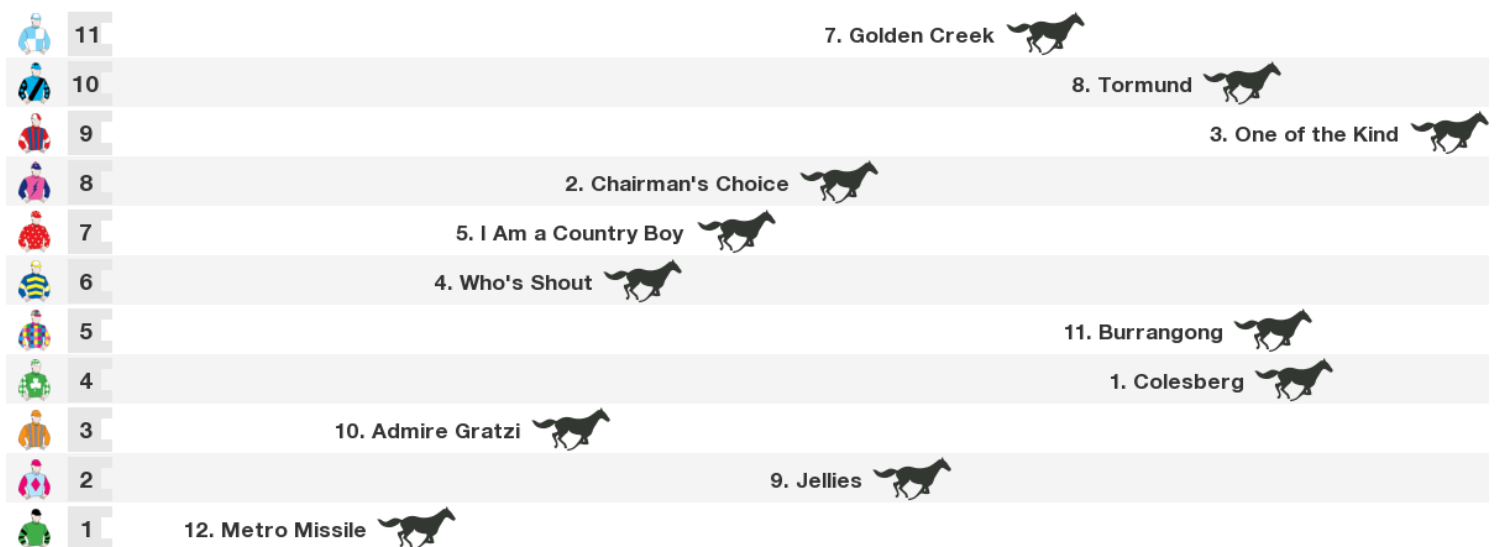 11 7. Golden Creek
10 8. Tormund
9 3. One of the Kind
8 2. Chairman's Choice
7 5. I Am a Country Boy
6 4. Who's Shout
5 11. Burrangong
4 1. Colesberg
3 10. Admire Gratzi
2 9. Jellies
1 12. Metro Missile